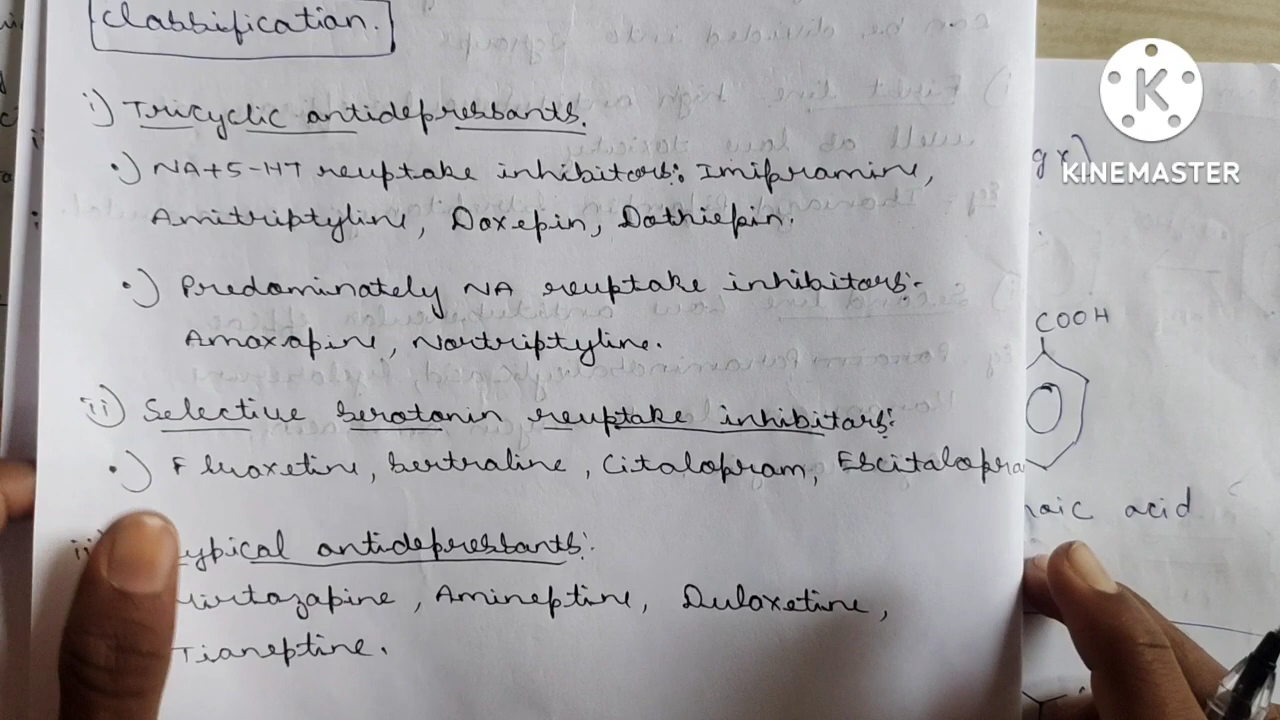 Classification.
i) Tricyclic antidepressants.
•) NA+5-HT reuptake inhibitors: Imipramine,
Amitriptyline, Doxepin, Dothiepin.
•) Predominately NA reuptake inhibitors:-
Amoxapine, Nortriptyline.
ii) Selective serotonin reuptake inhibitors:
•) Fluoxetine, Sertraline, Citalopram, Escitalopra
ypical antidepressants:
irtazapine, Amineptine, Duloxetine,
Tianeptine.
KINEMASTER
COOH
acid